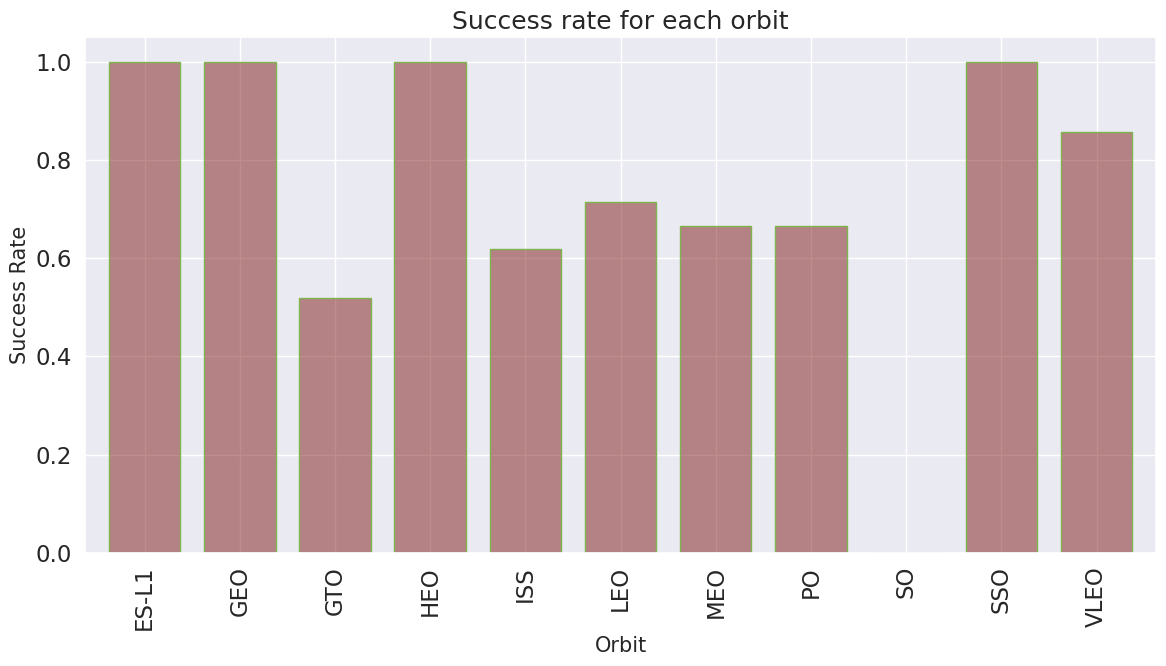 Success rate for each orbit
Success Rate
1.0
0.8
0.6
0.4
0.2
0.0
ES-L1
GEO
GTO
HEO
ISS
LEO
MEO
PO
SO
SSO
VLEO
Orbit